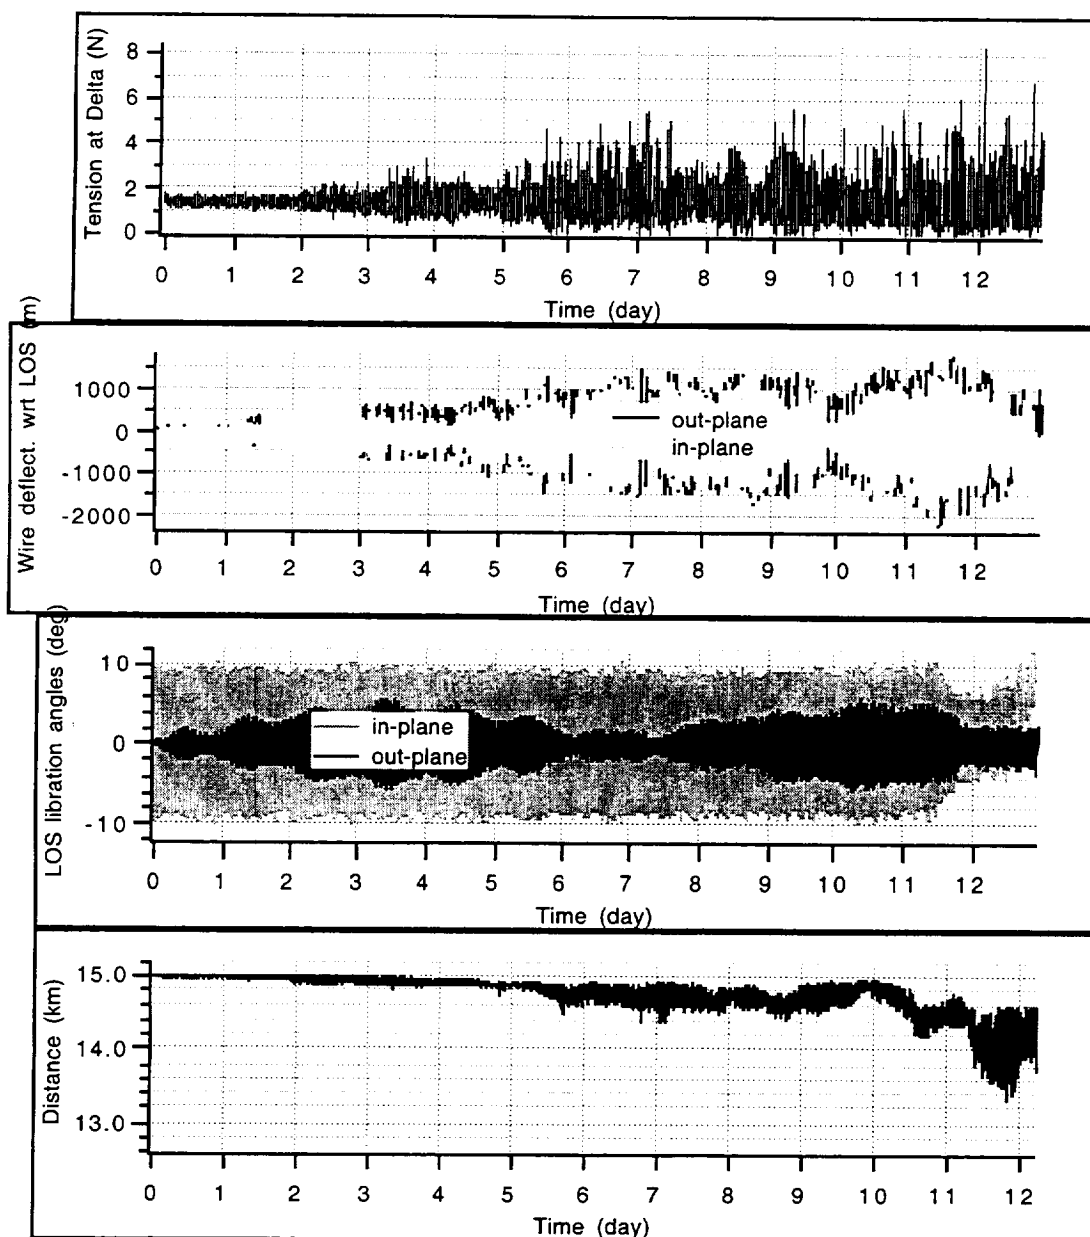 Tension at Delta (N)
8
6
4
2
0
0 1 2 3 4 5 6 7 8 9 10 11 12
Time (day)
Wire deflect. wrt LOS (m)
1000
0
-1000
-2000
out-plane
in-plane
0 1 2 3 4 5 6 7 8 9 10 11 12
Time (day)
LOS libration angles (deg)
10
0
-10
in-plane
out-plane
0 1 2 3 4 5 6 7 8 9 10 11 12
Time (day)
Distance (km)
15.0
14.0
13.0
0 1 2 3 4 5 6 7 8 9 10 11 12
Time (day)